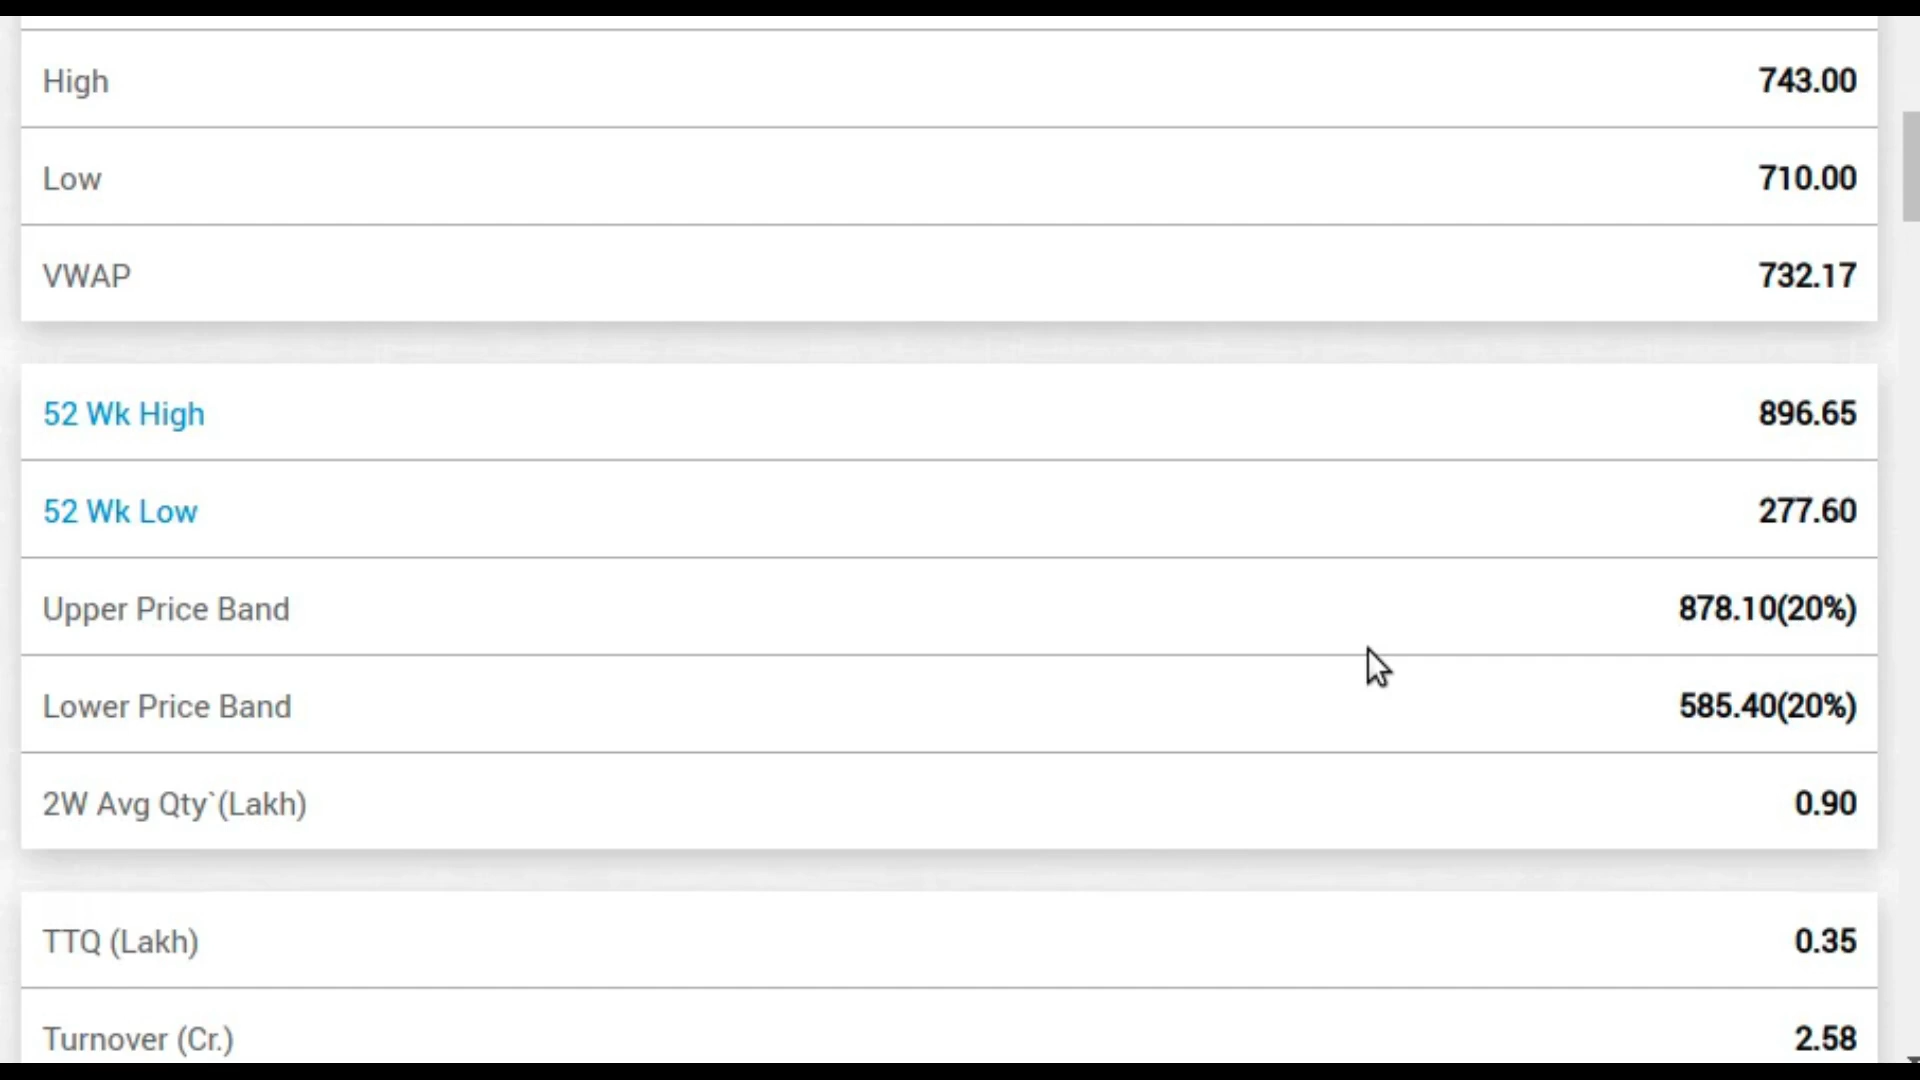 High 743.00
Low 710.00
VWAP 732.17
52 Wk High 896.65
52 Wk Low 277.60
Upper Price Band 878.10(20%)
Lower Price Band 585.40(20%)
2W Avg Qty`(Lakh) 0.90
TTQ (Lakh) 0.35
Turnover (Cr.) 2.58